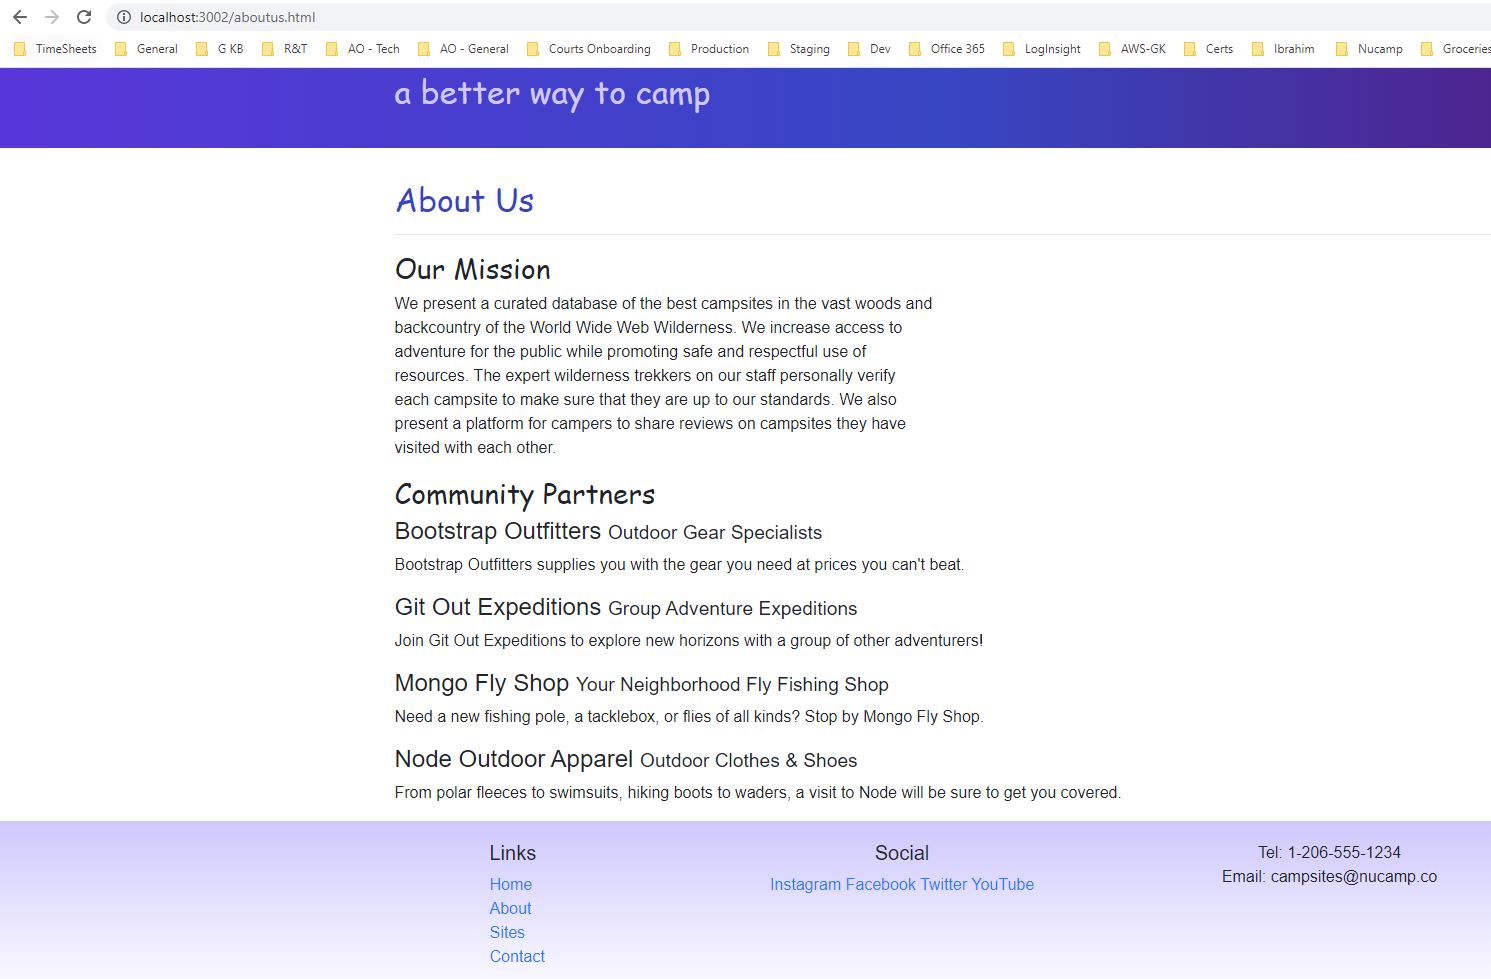 localhost:3002/aboutus.html
TimeSheets General G KB R&T AO - Tech AO - General Courts Onboarding Production Staging Dev Office 365 LogInsight AWS-GK Certs Ibrahim Nucamp Groceries
a better way to camp
About Us
Our Mission
We present a curated database of the best campsites in the vast woods and
backcountry of the World Wide Web Wilderness. We increase access to
adventure for the public while promoting safe and respectful use of
resources. The expert wilderness trekkers on our staff personally verify
each campsite to make sure that they are up to our standards. We also
present a platform for campers to share reviews on campsites they have
visited with each other.
Community Partners
Bootstrap Outfitters Outdoor Gear Specialists
Bootstrap Outfitters supplies you with the gear you need at prices you can't beat.
Git Out Expeditions Group Adventure Expeditions
Join Git Out Expeditions to explore new horizons with a group of other adventurers!
Mongo Fly Shop Your Neighborhood Fly Fishing Shop
Need a new fishing pole, a tacklebox, or flies of all kinds? Stop by Mongo Fly Shop.
Node Outdoor Apparel Outdoor Clothes & Shoes
From polar fleeces to swimsuits, hiking boots to waders, a visit to Node will be sure to get you covered.
Links
Home
About
Sites
Contact
Social
Instagram Facebook Twitter YouTube
Tel: 1-206-555-1234
Email: campsites@nucamp.co